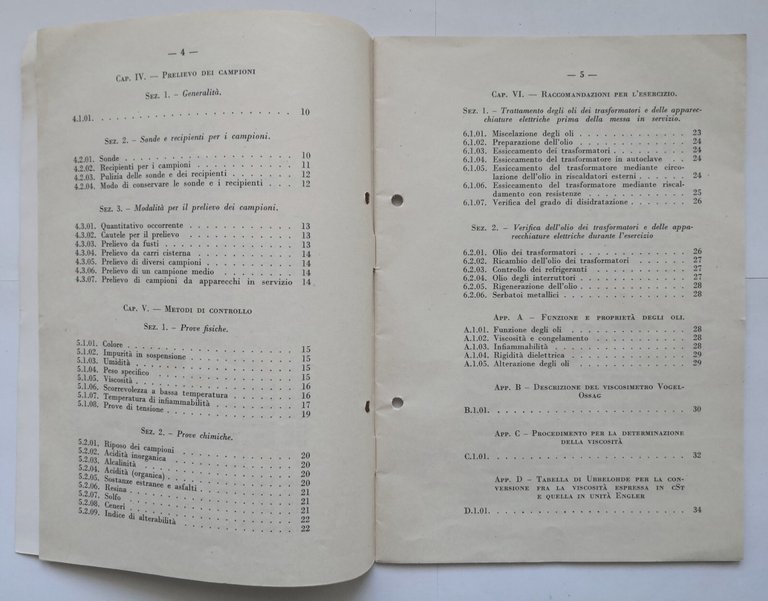 — 4 —
Cap. IV. — Prelievo dei campioni
Sez. 1. - Generalità.
4.1.01. . . . . . . . . . . . . . . . . . . . . 10
Sez. 2. - Sonde e recipienti per i campioni.
4.2.01. Sonde . . . . . . . . . . . . . . . . . 10
4.2.02. Recipienti per i campioni . . . . . . . . . . 11
4.2.03. Pulizia delle sonde e dei recipienti . . . . . . . 12
4.2.04. Modo di conservare le sonde e i recipienti . . . . 12
Sez. 3. - Modalità per il prelievo dei campioni.
4.3.01. Quantitativo occorrente . . . . . . . . . . 13
4.3.02. Cautele per il prelievo . . . . . . . . . . . 13
4.3.03. Prelievo da fusti . . . . . . . . . . . . . 13
4.3.04. Prelievo da carri cisterna . . . . . . . . . . 14
4.3.05. Prelievo di diversi campioni . . . . . . . . . 14
4.3.06. Prelievo di un campione medio . . . . . . . . 14
4.3.07. Prelievo di campioni da apparecchi in servizio 14
Cap. V. — Metodi di controllo
Sez. 1. - Prove fisiche.
5.1.01. Colore . . . . . . . . . . . . . . . . . 15
5.1.02. Impurità in sospensione . . . . . . . . . . 15
5.1.03. Umidità . . . . . . . . . . . . . . . . 15
5.1.04. Peso specifico . . . . . . . . . . . . . . 15
5.1.05. Viscosità . . . . . . . . . . . . . . . . 15
5.1.06. Scorrevolezza a bassa temperatura . . . . . . . 16
5.1.07. Temperatura di infiammabilità . . . . . . . . 16
5.1.08. Prove di tensione . . . . . . . . . . . . . 17
19
Sez. 2. - Prove chimiche.
5.2.01. Riposo dei campioni . . . . . . . . . . . .
5.2.02. Acidità inorganica . . . . . . . . . . . . 20
5.2.03. Alcalinità . . . . . . . . . . . . . . . 20
5.2.04. Acidità (organica) . . . . . . . . . . . . 20
5.2.05. Sostanze estranee e asfalti . . . . . . . . . 20
5.2.06. Resina . . . . . . . . . . . . . . . . 21
5.2.07. Solfo . . . . . . . . . . . . . . . . . 21
5.2.08. Ceneri . . . . . . . . . . . . . . . . 21
5.2.09. Indice di alterabilità . . . . . . . . . . . 22
22
— 5 —
Cap. VI. — Raccomandazioni per l'esercizio.
Sez. 1. - Trattamento degli oli dei trasformatori e delle apparec-
chiature elettriche prima della messa in servizio.
6.1.01. Miscelazione degli oli . . . . . . . . . . . 23
6.1.02. Preparazione dell'olio . . . . . . . . . . . 24
6.1.03. Essiccamento dei trasformatori . . . . . . . . 24
6.1.04. Essiccamento del trasformatore in autoclave . . . 24
6.1.05. Essiccamento del trasformatore mediante circo-
lazione dell'olio in riscaldatori esterni . . . . . 24
6.1.06. Essiccamento del trasformatore mediante riscal-
damento con resistenze . . . . . . . . . . 25
6.1.07. Verifica del grado di disidratazione . . . . . . . 26
Sez. 2. - Verifica dell'olio dei trasformatori e delle appa-
recchiature elettriche durante l'esercizio
6.2.01. Olio dei trasformatori . . . . . . . . . . . 26
6.2.02. Ricambio dell'olio dei trasformatori . . . . . . 27
6.2.03. Controllo dei refrigeranti . . . . . . . . . . 27
6.2.04. Olio degli interruttori . . . . . . . . . . . 27
6.2.05. Rigenerazione dell'olio . . . . . . . . . . . 28
6.2.06. Serbatoi metallici . . . . . . . . . . . . . 28
App. A — Funzione e proprietà degli oli.
A.1.01. Funzione degli oli . . . . . . . . . . . . . 28
A.1.02. Viscosità e congelamento . . . . . . . . . . 28
A.1.03. Infiammabilità . . . . . . . . . . . . . . 28
A.1.04. Rigidità dielettrica . . . . . . . . . . . . 29
A.1.05. Alterazione degli oli . . . . . . . . . . . . 29
App. B — Descrizione del viscosimetro Vogel-
Ossag
B.1.01. . . . . . . . . . . . . . . . . . . . . 30
App. C — Procedimento per la determinazione
della viscosità
C.1.01. . . . . . . . . . . . . . . . . . . . . 32
App. D — Tabella di Ubbelohde per la con-
versione fra la viscosità espressa in cSt
e quella in unità Engler
D.1.01. . . . . . . . . . . . . . . . . . . . . 34